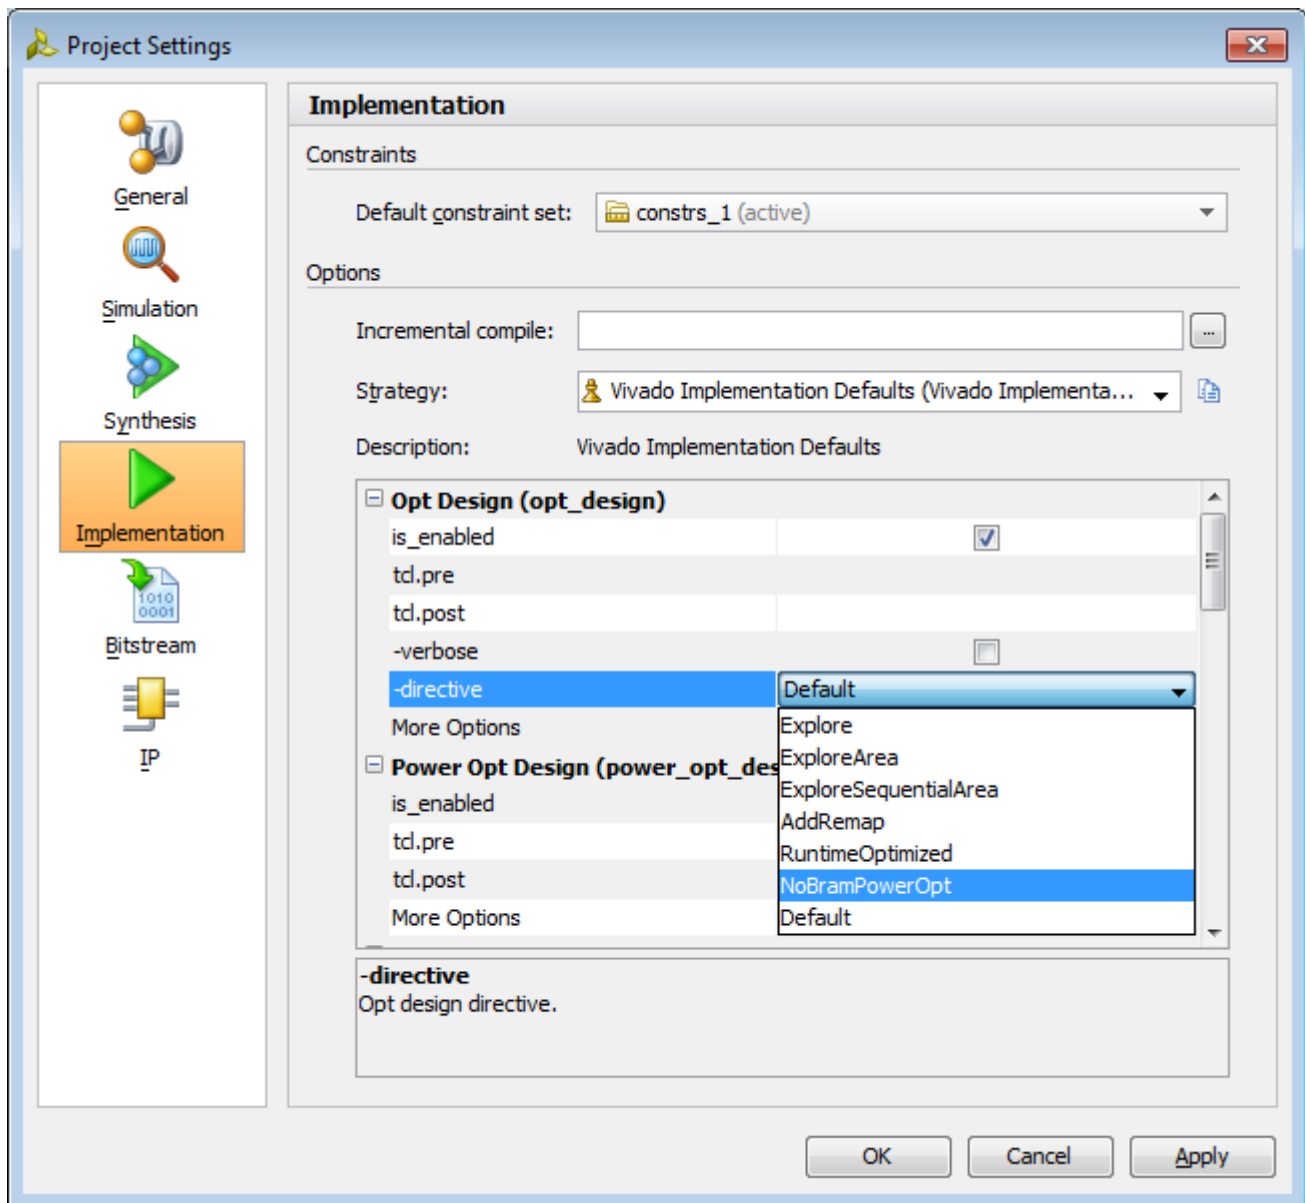 Project Settings
General
Simulation
Synthesis
Implementation
1010
0001
Bitstream
IP
Implementation
Constraints
Default constraint set: constrs_1 (active)
Options
Incremental compile: ...
Strategy: Vivado Implementation Defaults (Vivado Implementa...
Description: Vivado Implementation Defaults
Opt Design (opt_design)
is_enabled
tcl.pre
tcl.post
-verbose
-directive Default
More Options Explore
ExploreArea
Power Opt Design (power_opt_des
ExploreSequentialArea
is_enabled
AddRemap
tcl.pre RuntimeOptimized
tcl.post NoBramPowerOpt
More Options Default
-directive
Opt design directive.
OK Cancel Apply